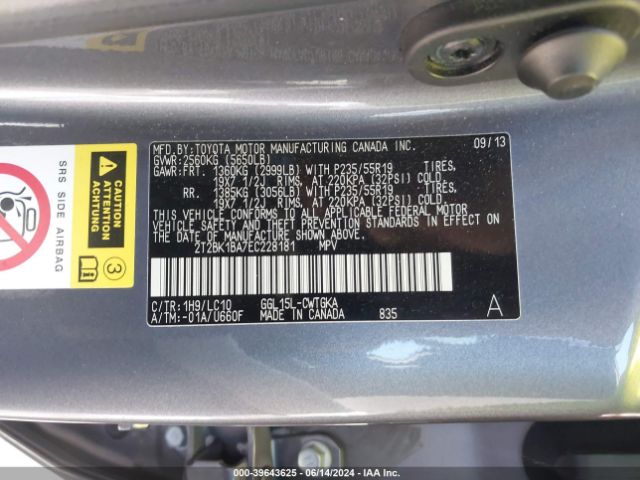 MFD. BY: TOYOTA MOTOR MANUFACTURING CANADA INC. 09/13
GVWR: 2560KG (5650LB)
GAWR: FRT. 1360KG (2999LB) WITH P235/55R19 TIRES,
19X7 1/2J RIMS, AT 220KPA (32PSI) COLD
RR. 1385KG (3056LB) WITH P235/55R19 TIRES,
19X7 1/2J RIMS, AT 220KPA (32PSI) COLD
THIS VEHICLE CONFORMS TO ALL APPLICABLE FEDERAL MOTOR
VEHICLE SAFETY AND THEFT PREVENTION STANDARDS IN EFFECT ON
THE DATE OF MANUFACTURE SHOWN ABOVE.
2T2BK1BA7EC228181 MPV
C/TR: 1H9/LC10 GGL15L-CWTGKA
A/TM: -01A/U660F MADE IN CANADA 835 A
SRS SIDE AIRBAG
3
STOCK #: 39643625 - 06/14/2024 - IAA Inc.